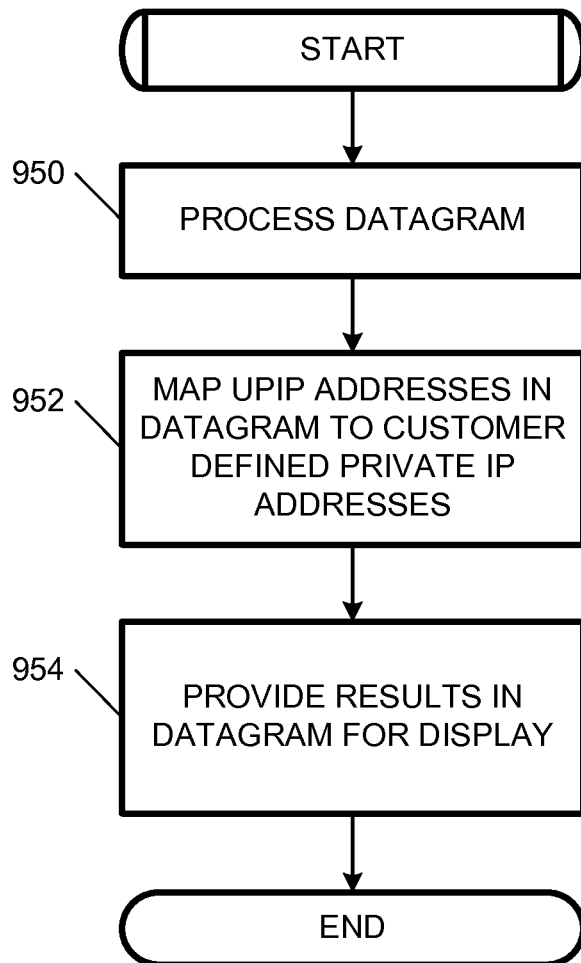 START
950
PROCESS DATAGRAM
952
MAP UPIP ADDRESSES IN
DATAGRAM TO CUSTOMER
DEFINED PRIVATE IP
ADDRESSES
954
PROVIDE RESULTS IN
DATAGRAM FOR DISPLAY
END